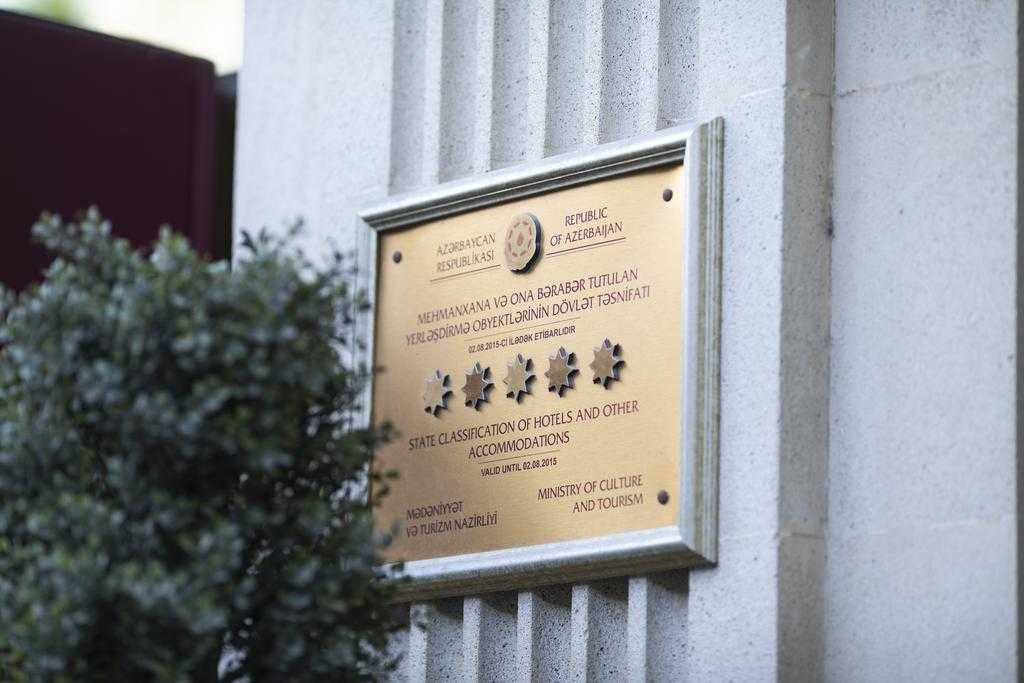 AZƏRBAYCAN
RESPUBLİKASI
REPUBLIC
OF AZERBAIJAN
MEHMANXANA VƏ ONA BƏRABƏR TUTULAN
YERLƏŞDİRMƏ OBYEKTLƏRİNİN DÖVLƏT TƏSNİFATI
02.08.2015-CI İLƏDƏK ETİBARLIDIR
STATE CLASSIFICATION OF HOTELS AND OTHER
ACCOMMODATIONS
VALID UNTIL 02.08.2015
MƏDƏNİYYƏT
VƏ TURİZM NAZİRLİYİ
MINISTRY OF CULTURE
AND TOURISM